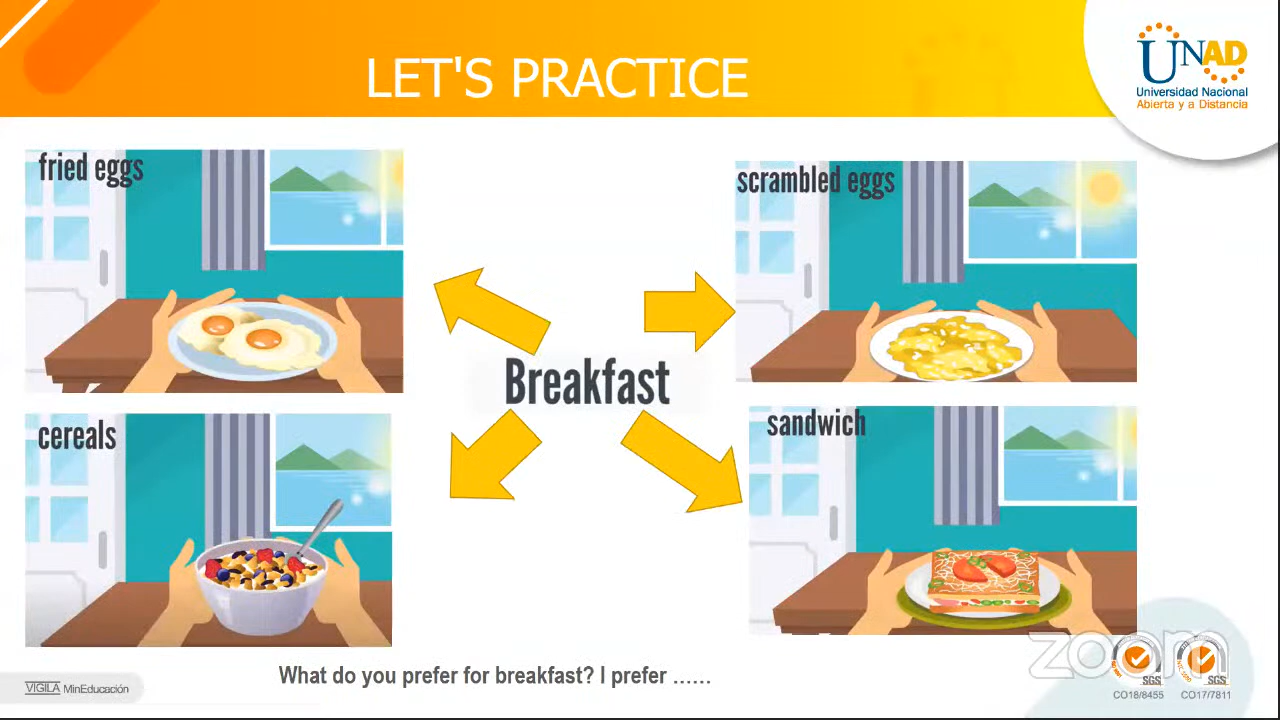 LET'S PRACTICE
UNAD
Universidad Nacional
Abierta y a Distancia
fried eggs
scrambled eggs
Breakfast
cereals
sandwich
What do you prefer for breakfast? I prefer ......
VIGILA MinEducación
zoom
SGS
SGS
CO18/8455
CO17/7811